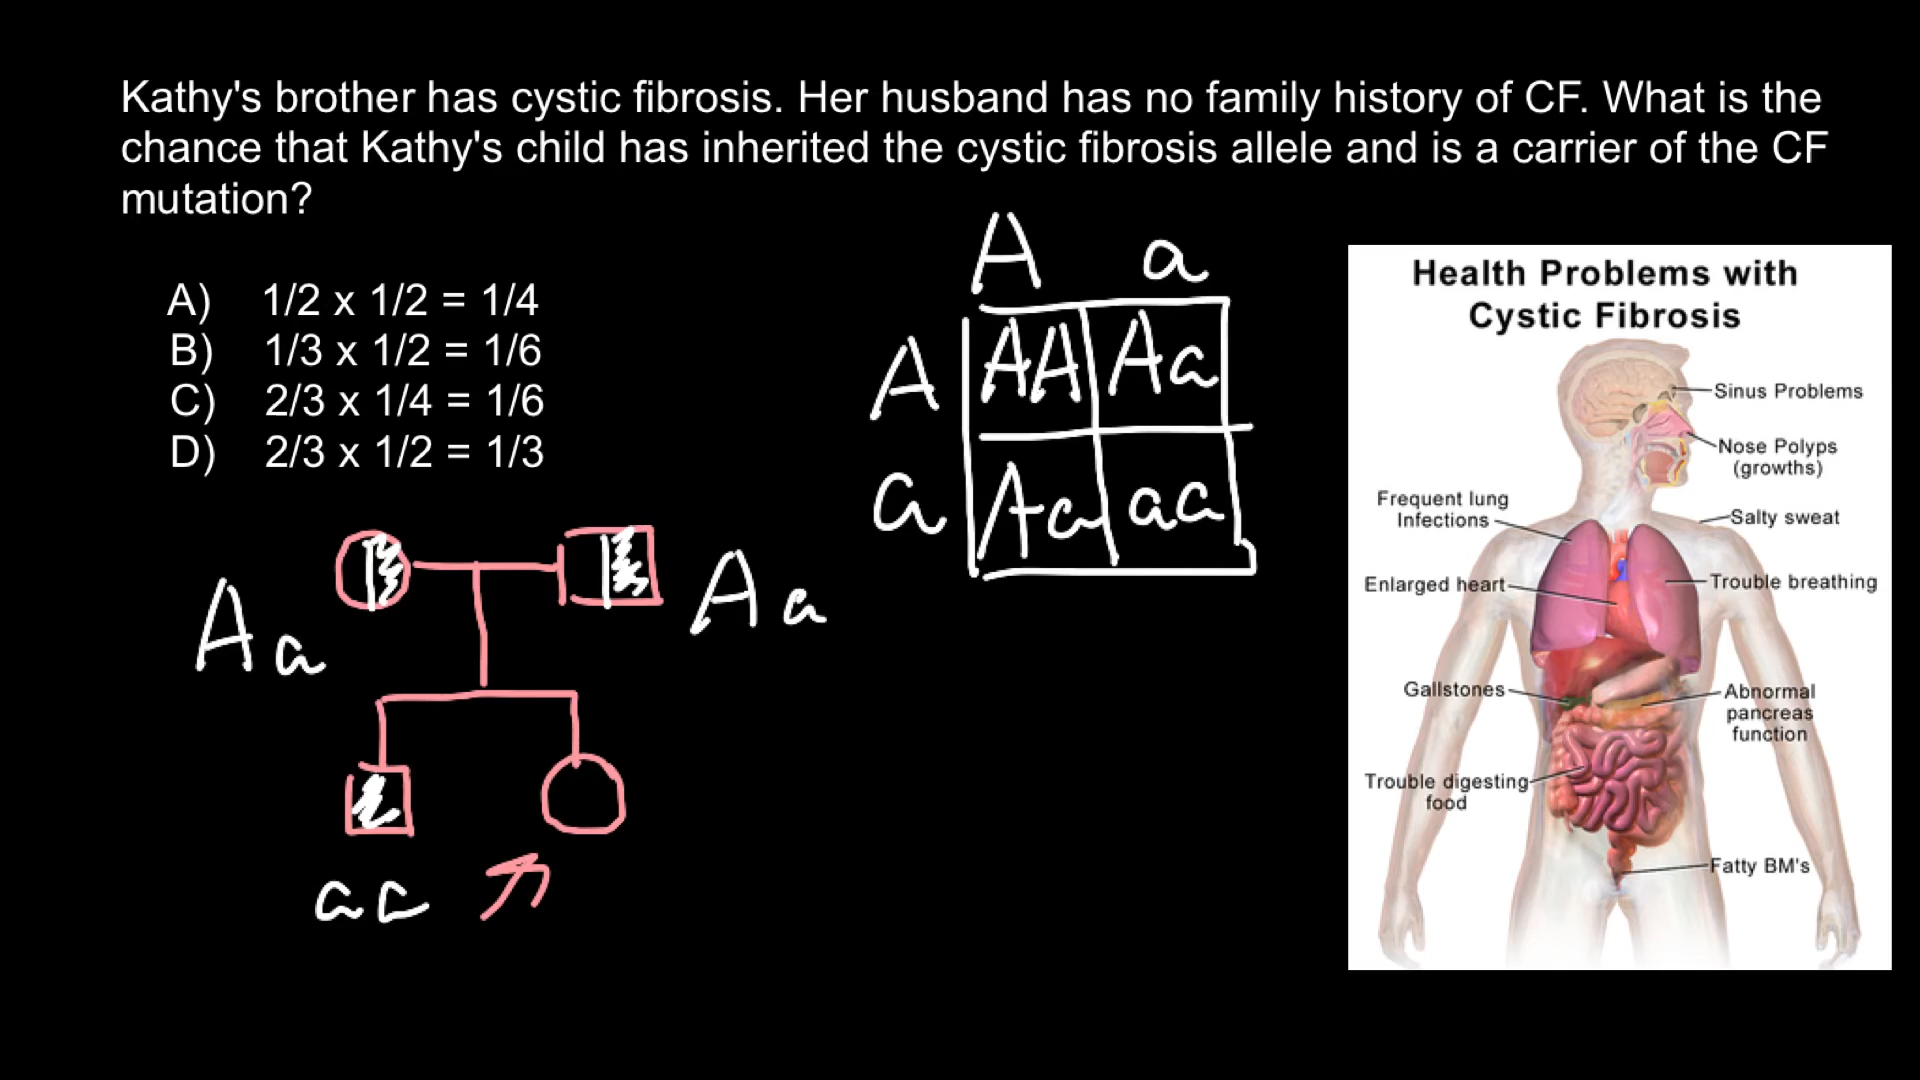 Kathy's brother has cystic fibrosis. Her husband has no family history of CF. What is the
chance that Kathy's child has inherited the cystic fibrosis allele and is a carrier of the CF
mutation?
A) 1/2 x 1/2 = 1/4
B) 1/3 x 1/2 = 1/6
C) 2/3 x 1/4 = 1/6
D) 2/3 x 1/2 = 1/3
A a
A AA Aa
a Aa aa
Aa
Aa
aa
Health Problems with
Cystic Fibrosis
Sinus Problems
Nose Polyps
(growths)
Frequent lung
Infections
Salty sweat
Enlarged heart
Trouble breathing
Gallstones
Abnormal
pancreas
function
Trouble digesting
food
Fatty BM's